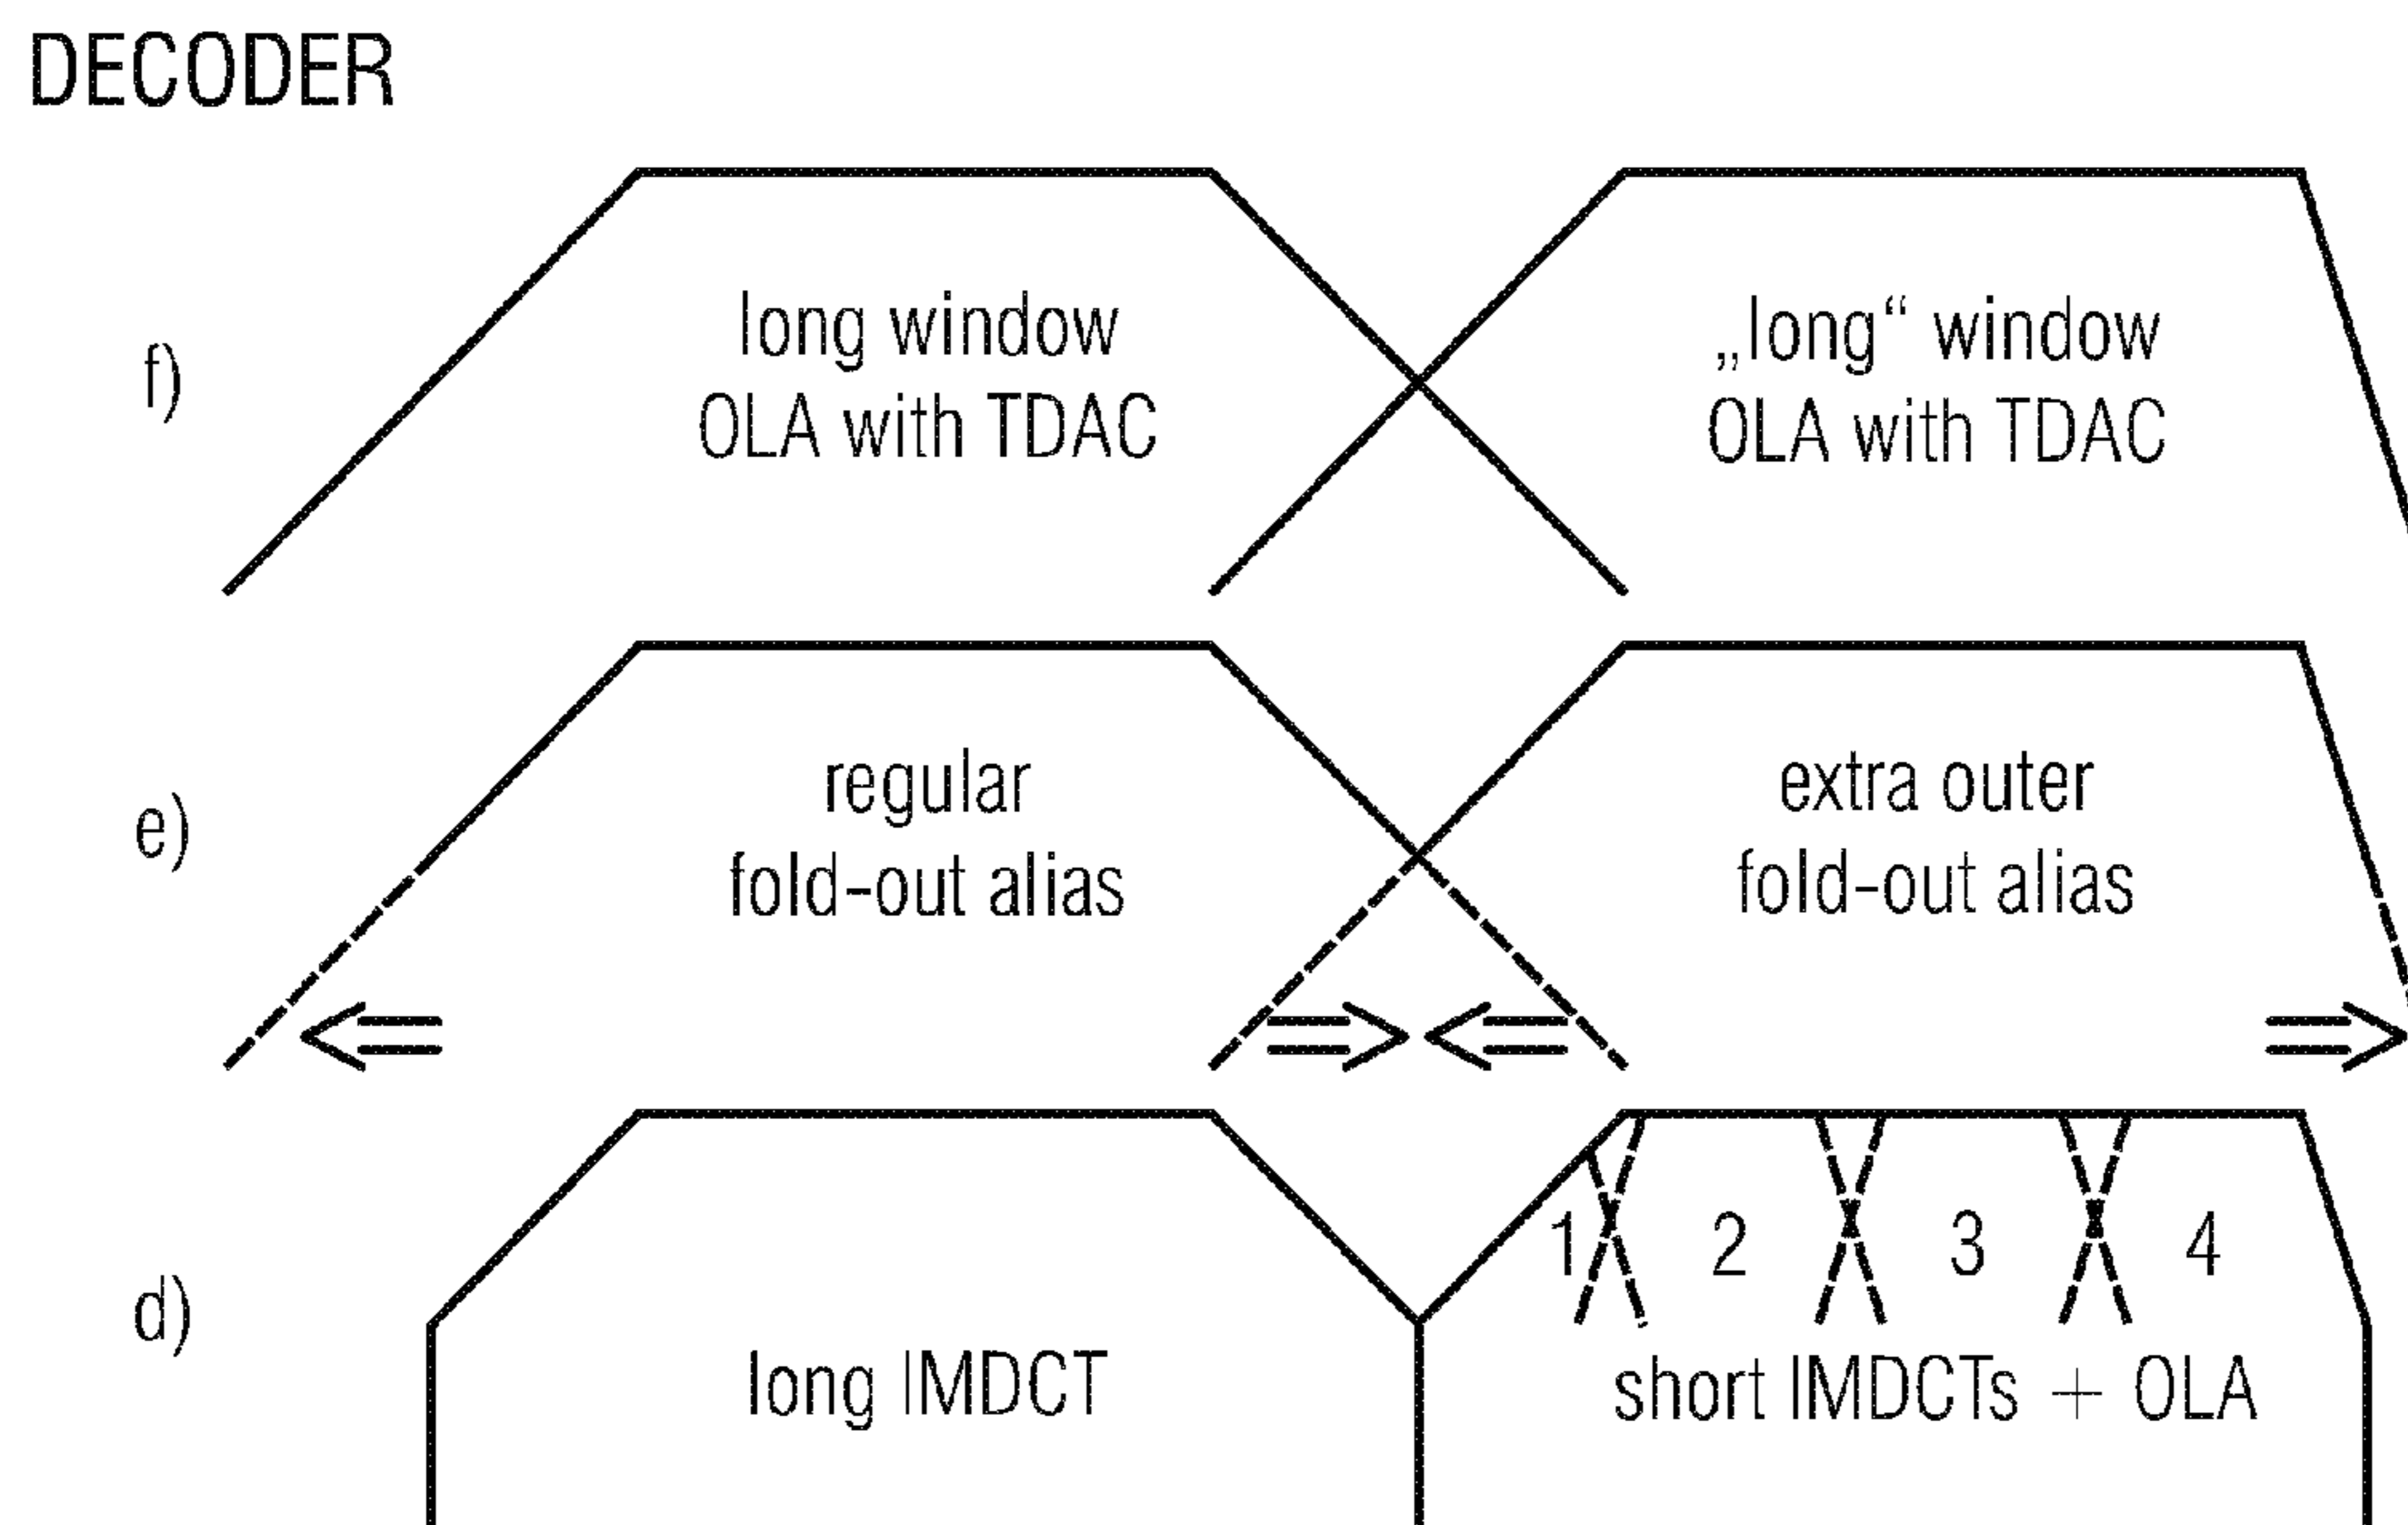 DECODER
f)
long window
OLA with TDAC
„long“ window
OLA with TDAC
e)
regular
fold-out alias
extra outer
fold-out alias
d)
long IMDCT
1 2 3 4
short IMDCTs + OLA